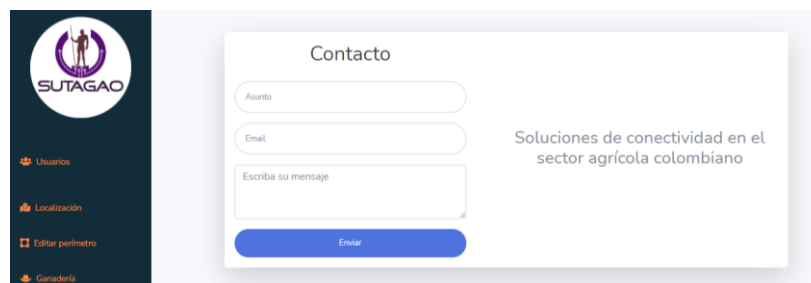 SUTAGAO
Usuarios
Localización
Editar perímetro
Ganadería
Contacto
Asunto
Email
Escriba su mensaje
Enviar
Soluciones de conectividad en el
sector agrícola colombiano